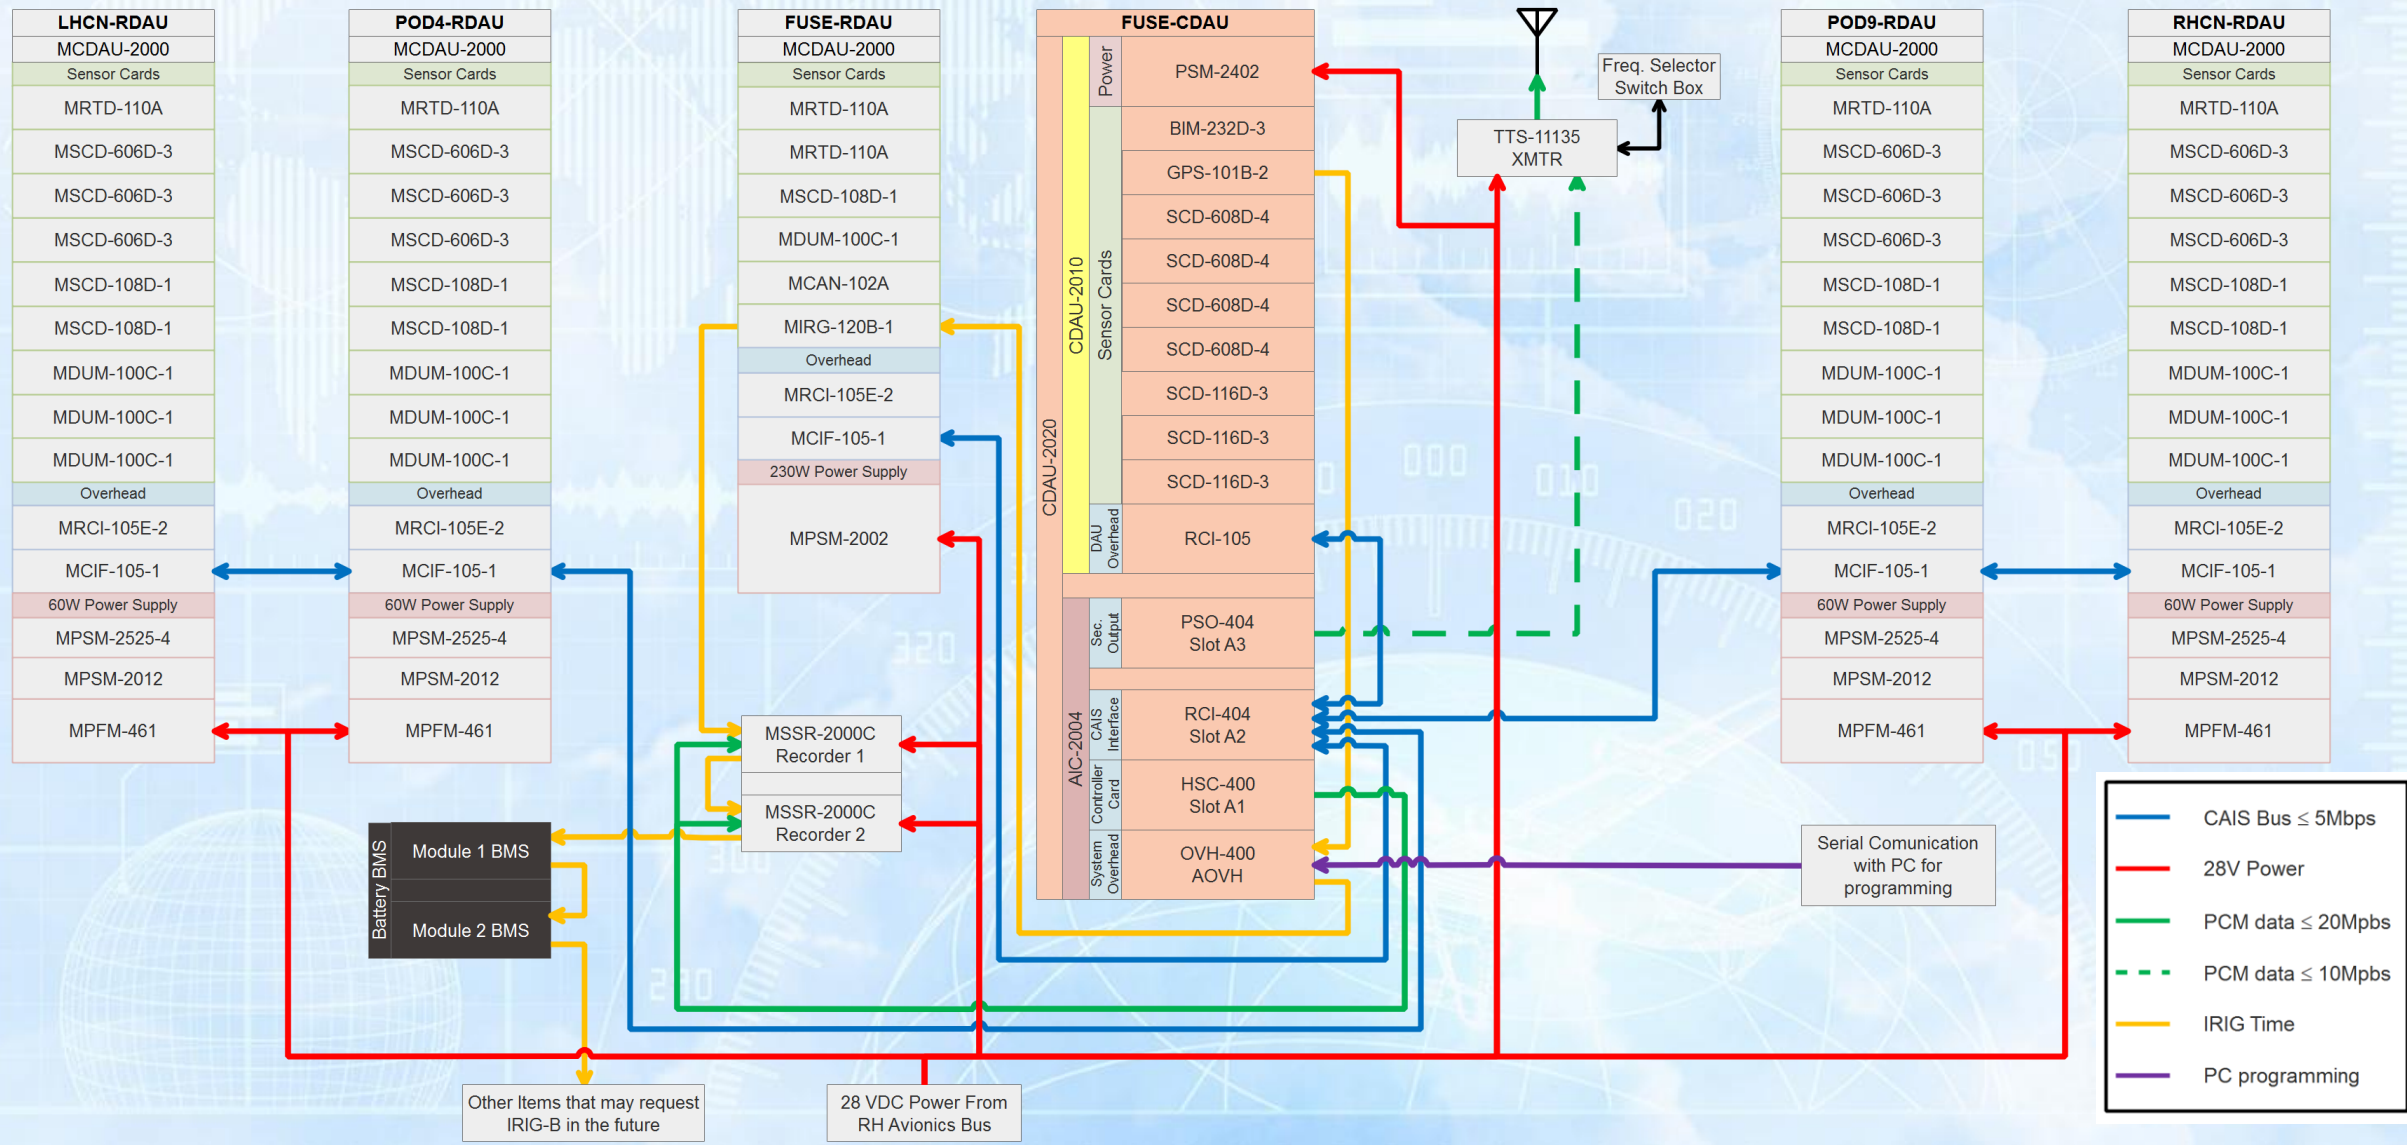 LHCN-RDAU
MCDAU-2000
Sensor Cards
MRTD-110A
MSCD-606D-3
MSCD-606D-3
MSCD-606D-3
MSCD-108D-1
MSCD-108D-1
MDUM-100C-1
MDUM-100C-1
MDUM-100C-1
Overhead
MRCI-105E-2
MCIF-105-1
60W Power Supply
MPSM-2525-4
MPSM-2012
MPFM-461
POD4-RDAU
MCDAU-2000
Sensor Cards
MRTD-110A
MSCD-606D-3
MSCD-606D-3
MSCD-606D-3
MSCD-108D-1
MSCD-108D-1
MDUM-100C-1
MDUM-100C-1
MDUM-100C-1
Overhead
MRCI-105E-2
MCIF-105-1
60W Power Supply
MPSM-2525-4
MPSM-2012
MPFM-461
Battery BMS
Module 1 BMS
Module 2 BMS
FUSE-RDAU
MCDAU-2000
Sensor Cards
MRTD-110A
MRTD-110A
MSCD-108D-1
MDUM-100C-1
MCAN-102A
MIRG-120B-1
Overhead
MRCI-105E-2
MCIF-105-1
230W Power Supply
MPSM-2002
MSSR-2000C
Recorder 1
MSSR-2000C
Recorder 2
Other Items that may request
IRIG-B in the future
28 VDC Power From
RH Avionics Bus
FUSE-CDAU
CDAU-2020
CDAU-2010
Power
PSM-2402
Sensor Cards
BIM-232D-3
GPS-101B-2
SCD-608D-4
SCD-608D-4
SCD-608D-4
SCD-608D-4
SCD-116D-3
SCD-116D-3
SCD-116D-3
DAU
Overhead
RCI-105
AIC-2004
Sec.
Output
PSO-404
Slot A3
CAIS
Interface
RCI-404
Slot A2
Controller
Card
HSC-400
Slot A1
System
Overhead
OVH-400
AOVH
TTS-11135
XMTR
Freq. Selector
Switch Box
Serial Comunication
with PC for
programming
POD9-RDAU
MCDAU-2000
Sensor Cards
MRTD-110A
MSCD-606D-3
MSCD-606D-3
MSCD-606D-3
MSCD-108D-1
MSCD-108D-1
MDUM-100C-1
MDUM-100C-1
MDUM-100C-1
Overhead
MRCI-105E-2
MCIF-105-1
60W Power Supply
MPSM-2525-4
MPSM-2012
MPFM-461
RHCN-RDAU
MCDAU-2000
Sensor Cards
MRTD-110A
MSCD-606D-3
MSCD-606D-3
MSCD-606D-3
MSCD-108D-1
MSCD-108D-1
MDUM-100C-1
MDUM-100C-1
MDUM-100C-1
Overhead
MRCI-105E-2
MCIF-105-1
60W Power Supply
MPSM-2525-4
MPSM-2012
MPFM-461
CAIS Bus ≤ 5Mbps
28V Power
PCM data ≤ 20Mpbs
PCM data ≤ 10Mpbs
IRIG Time
PC programming
000
010
020
320